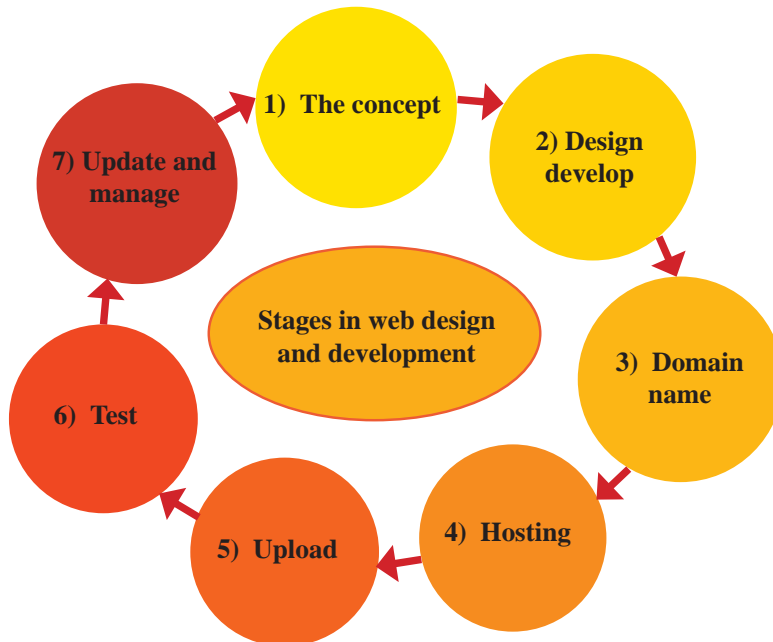 1) The concept
2) Design
develop
3) Domain
name
4) Hosting
5) Upload
6) Test
7) Update and
manage
Stages in web design
and development